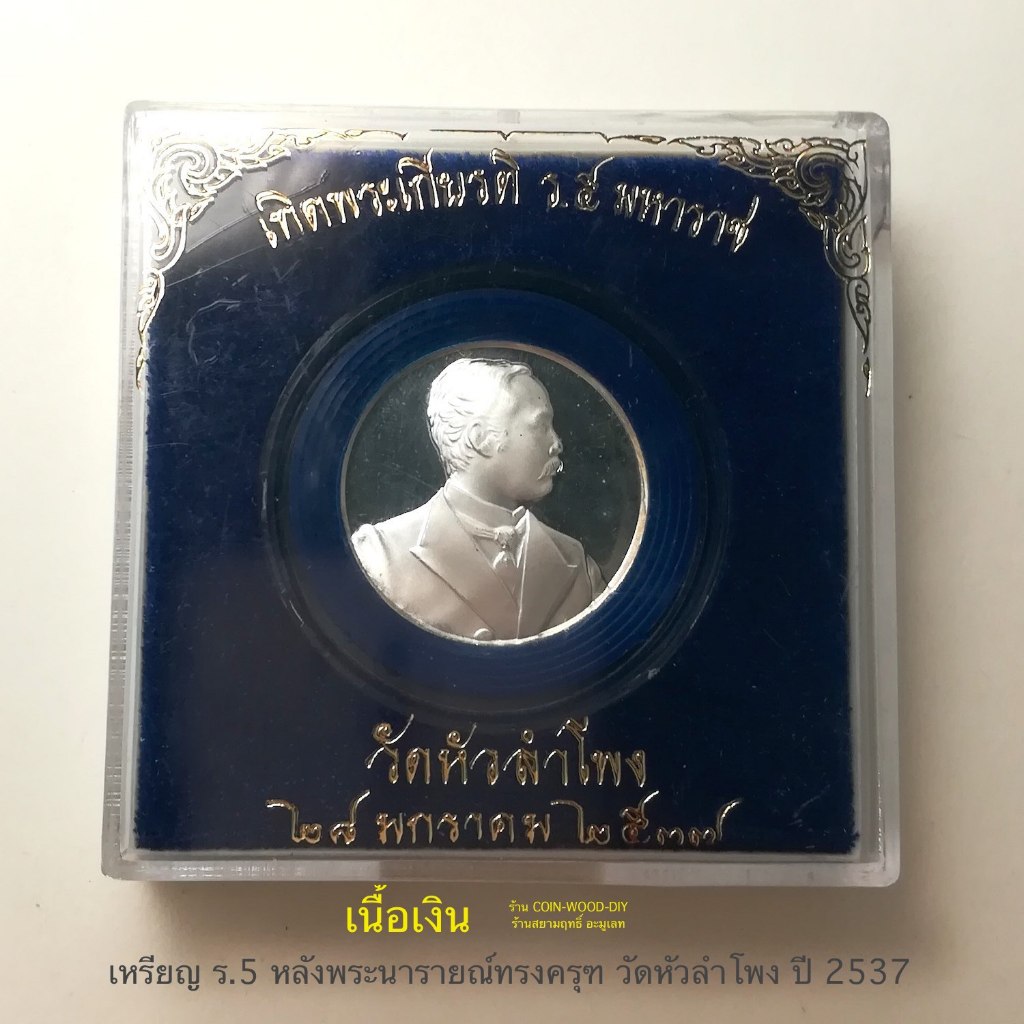 เทิดพระเกียรติ ร.๕ มหาราช
วัดหัวลำโพง
๒๘ มกราคม ๒๕๓๗
เนื้อเงิน
ร้าน COIN-WOOD-DIY
ร้านสยามฤทธิ์ อะมูเลท
เหรียญ ร.5 หลังพระนารายณ์ทรงครุฑ วัดหัวลำโพง ปี 2537